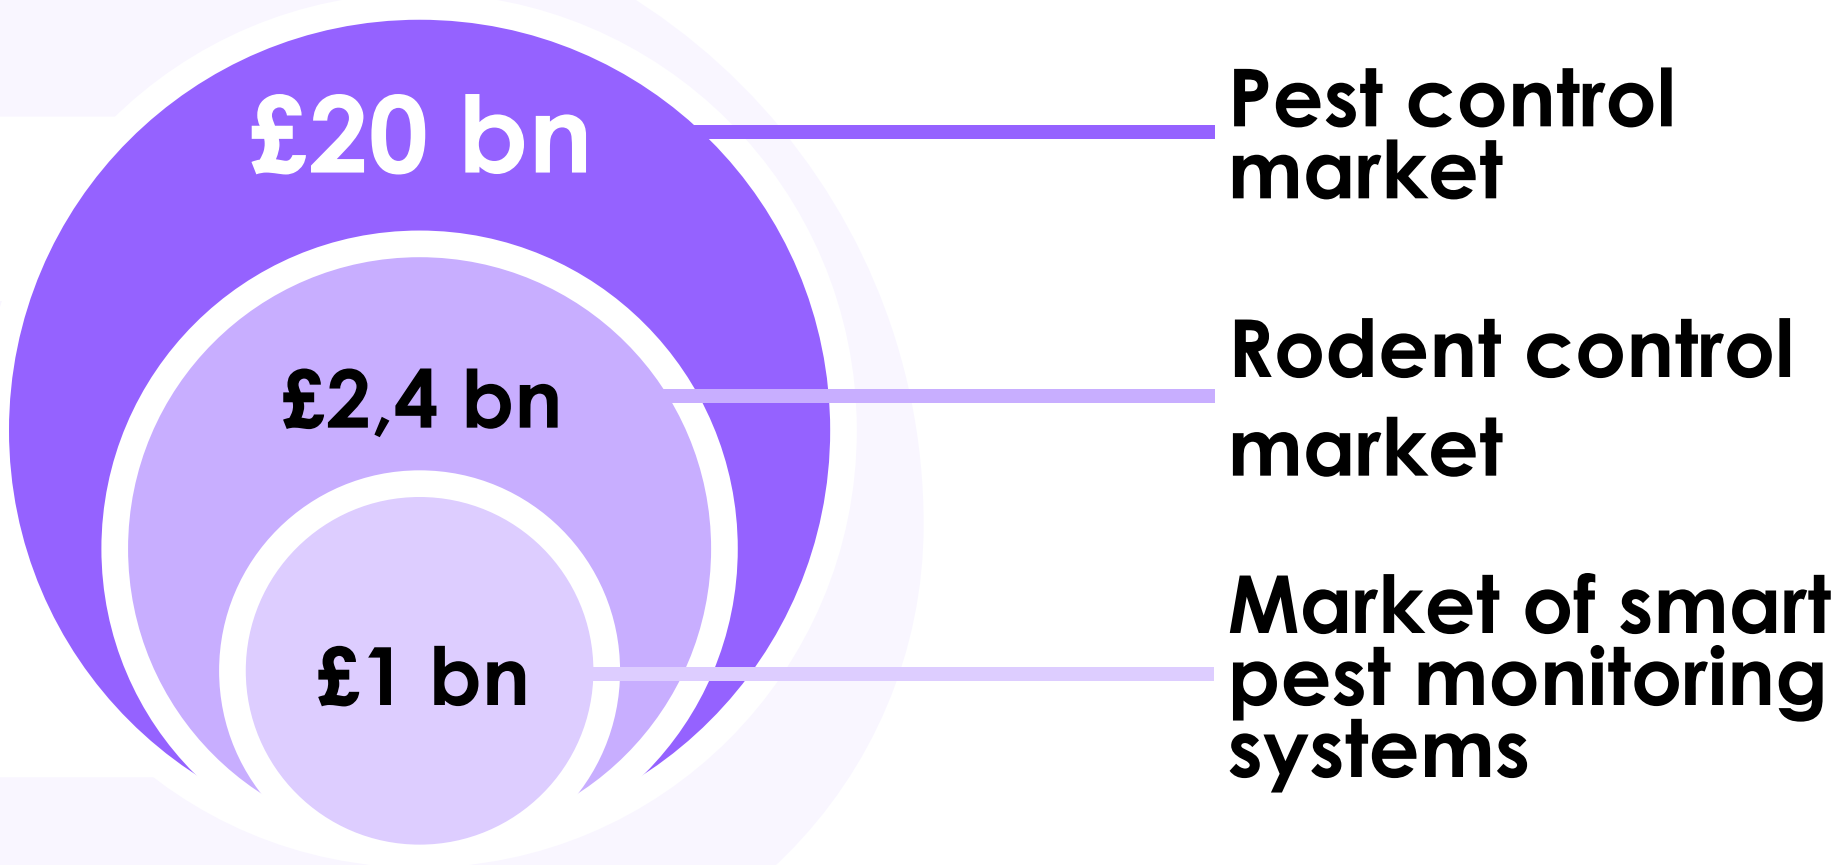 £20 bn
Pest control
market
£2,4 bn
Rodent control
market
£1 bn
Market of smart
pest monitoring
systems